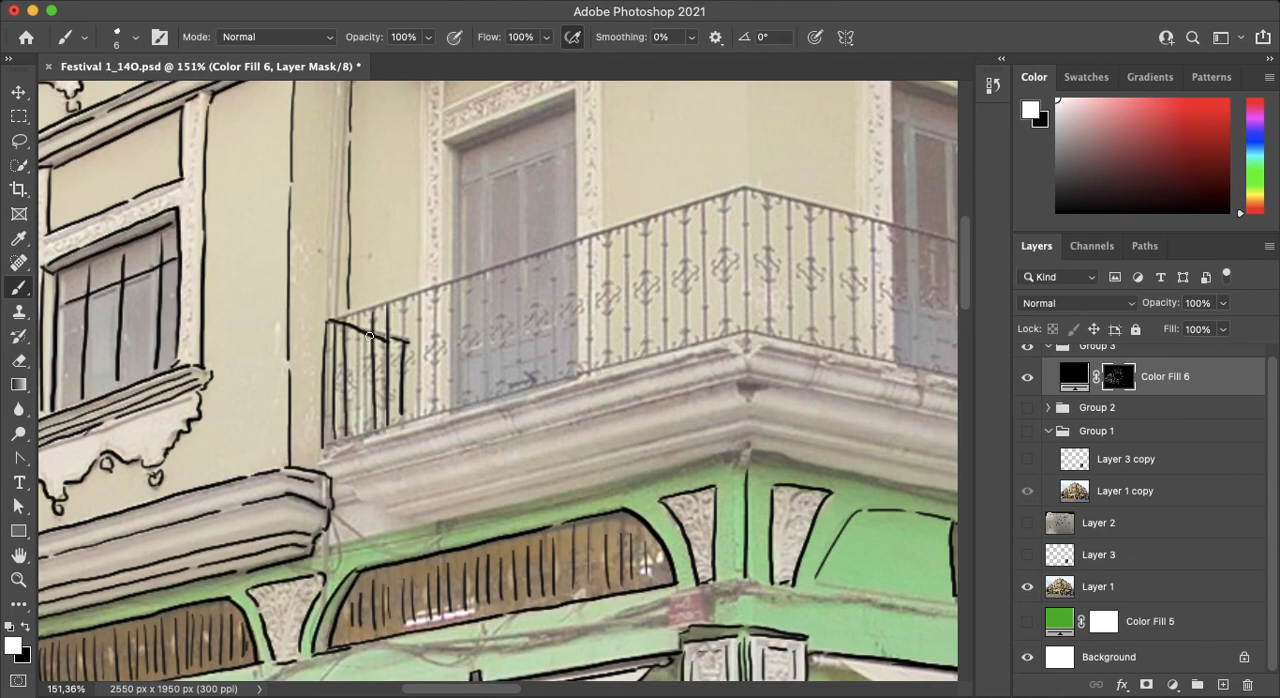 Adobe Photoshop 2021
6 Mode: Normal Opacity: 100% Flow: 100% Smoothing: 0% 0°
× Festival 1_14O.psd @ 151% (Color Fill 6, Layer Mask/8) *
Color Swatches Gradients Patterns
Layers Channels Paths
Kind
Normal Opacity: 100%
Lock: Fill: 100%
Group 3
Color Fill 6
Group 2
Group 1
Layer 3 copy
Layer 1 copy
Layer 2
Layer 3
Layer 1
Color Fill 5
Background
151,36% 2550 px x 1950 px (300 ppi)